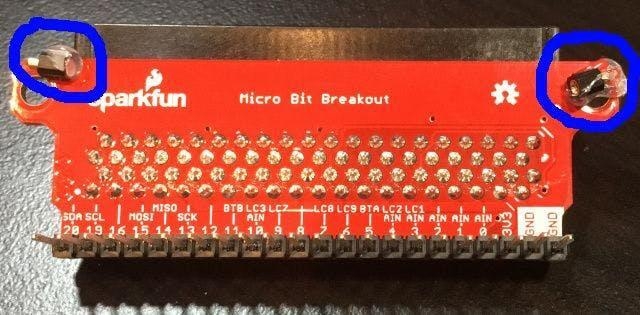 sparkfun
Micro Bit Breakout
MISO BTB LC3 LC7 LC8 LC9 BTA LC2 LC1
SDA SCL MOSI SCK AIN AIN AIN AIN AIN AIN 3V3 GND GND
20 19 16 15 14 13 12 11 10 9 8 7 6 5 4 3 2 1 0